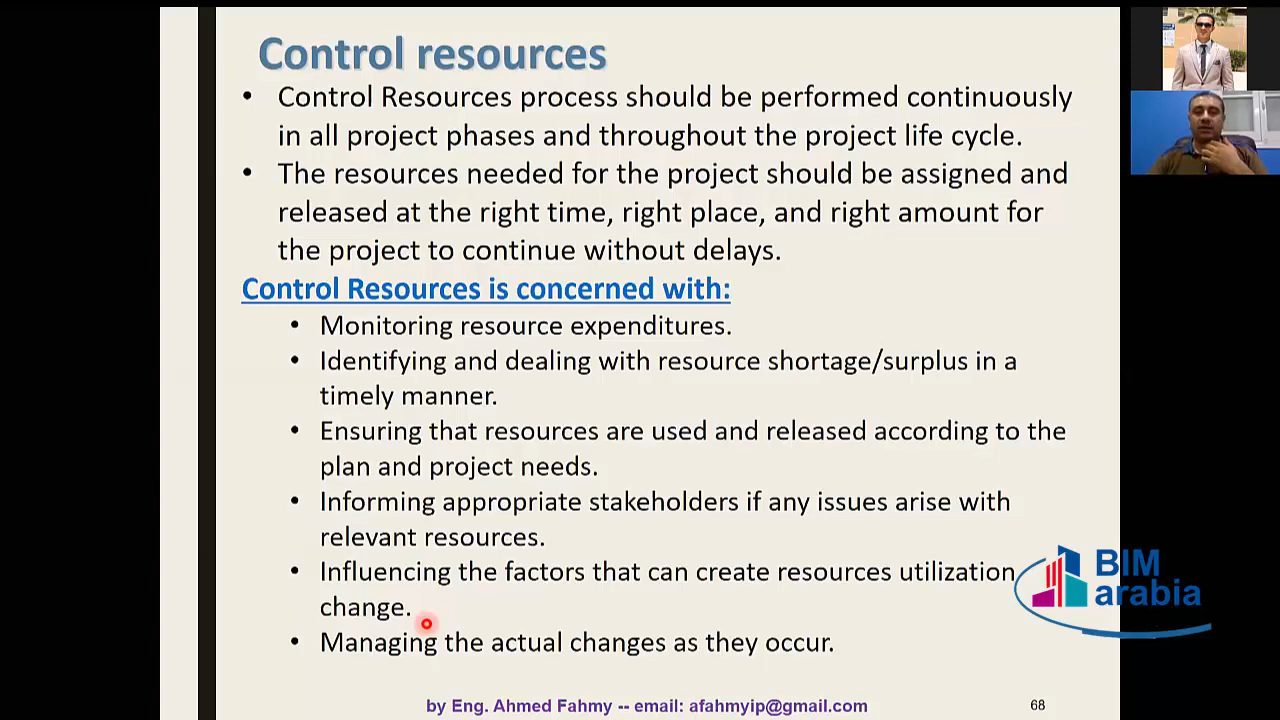 Control resources
• Control Resources process should be performed continuously
in all project phases and throughout the project life cycle.
• The resources needed for the project should be assigned and
released at the right time, right place, and right amount for
the project to continue without delays.
Control Resources is concerned with:
• Monitoring resource expenditures.
• Identifying and dealing with resource shortage/surplus in a
timely manner.
• Ensuring that resources are used and released according to the
plan and project needs.
• Informing appropriate stakeholders if any issues arise with
relevant resources.
• Influencing the factors that can create resources utilization
change.
• Managing the actual changes as they occur.
BIM
arabia
by Eng. Ahmed Fahmy -- email: afahmyip@gmail.com
68